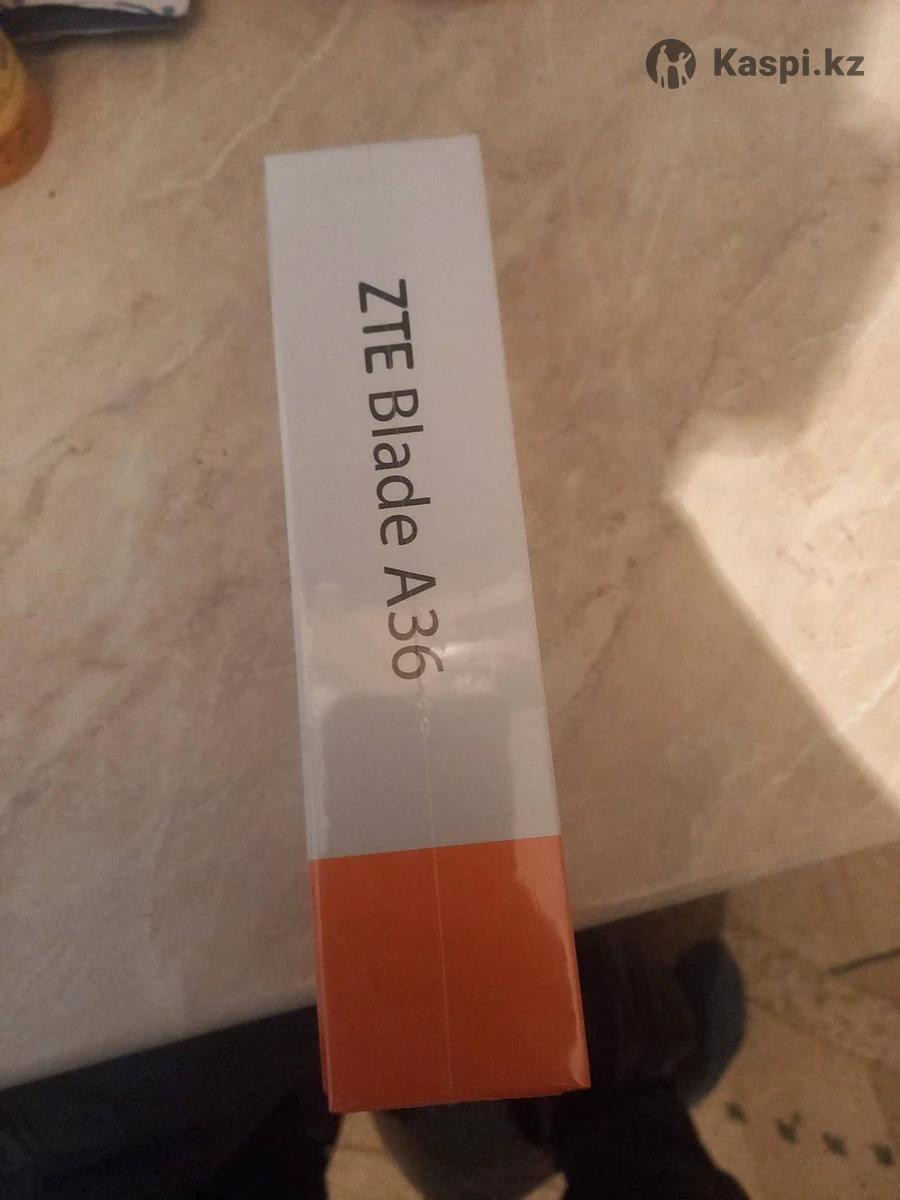 Kaspi.kz
ZTE Blade A36